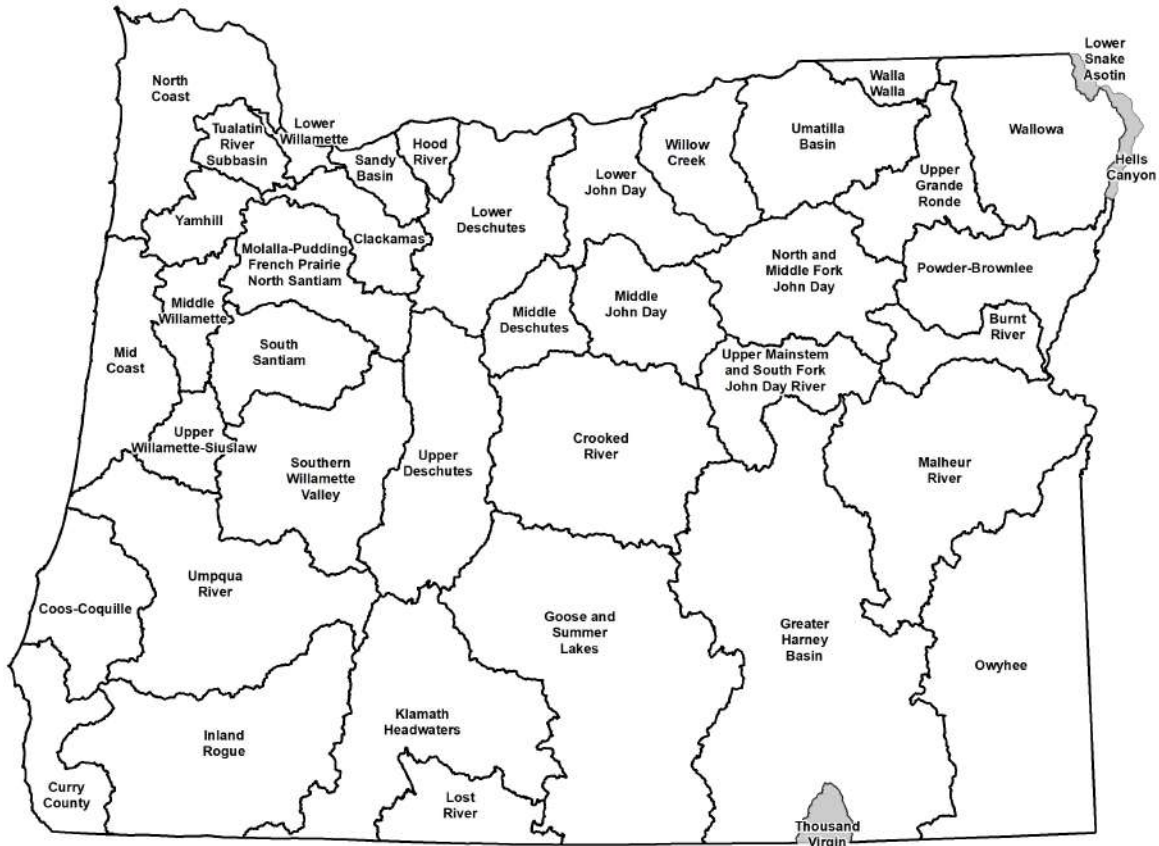 Lower
Snake
Asotin
North
Coast
Walla
Walla
Lower
Willamette
Tualatin
River
Subbasin
Hood
River
Sandy
Basin
Willow
Creek
Umatilla
Basin
Wallowa
Hells
Canyon
Lower
John Day
Upper
Grande
Ronde
Yamhill
Lower
Deschutes
Clackamas
Molalla-Pudding
French Prairie
North Santiam
North and
Middle Fork
John Day
Powder-Brownlee
Middle
Willamette
Middle
Deschutes
Middle
John Day
Burnt
River
Mid
Coast
South
Santiam
Upper Mainstem
and South Fork
John Day River
Upper
Willamette-Siuslaw
Southern
Willamette
Valley
Upper
Deschutes
Crooked
River
Malheur
River
Umpqua
River
Coos-Coquille
Goose and
Summer
Lakes
Greater
Harney
Basin
Owyhee
Klamath
Headwaters
Inland
Rogue
Curry
County
Lost
River
Thousand
Virgin